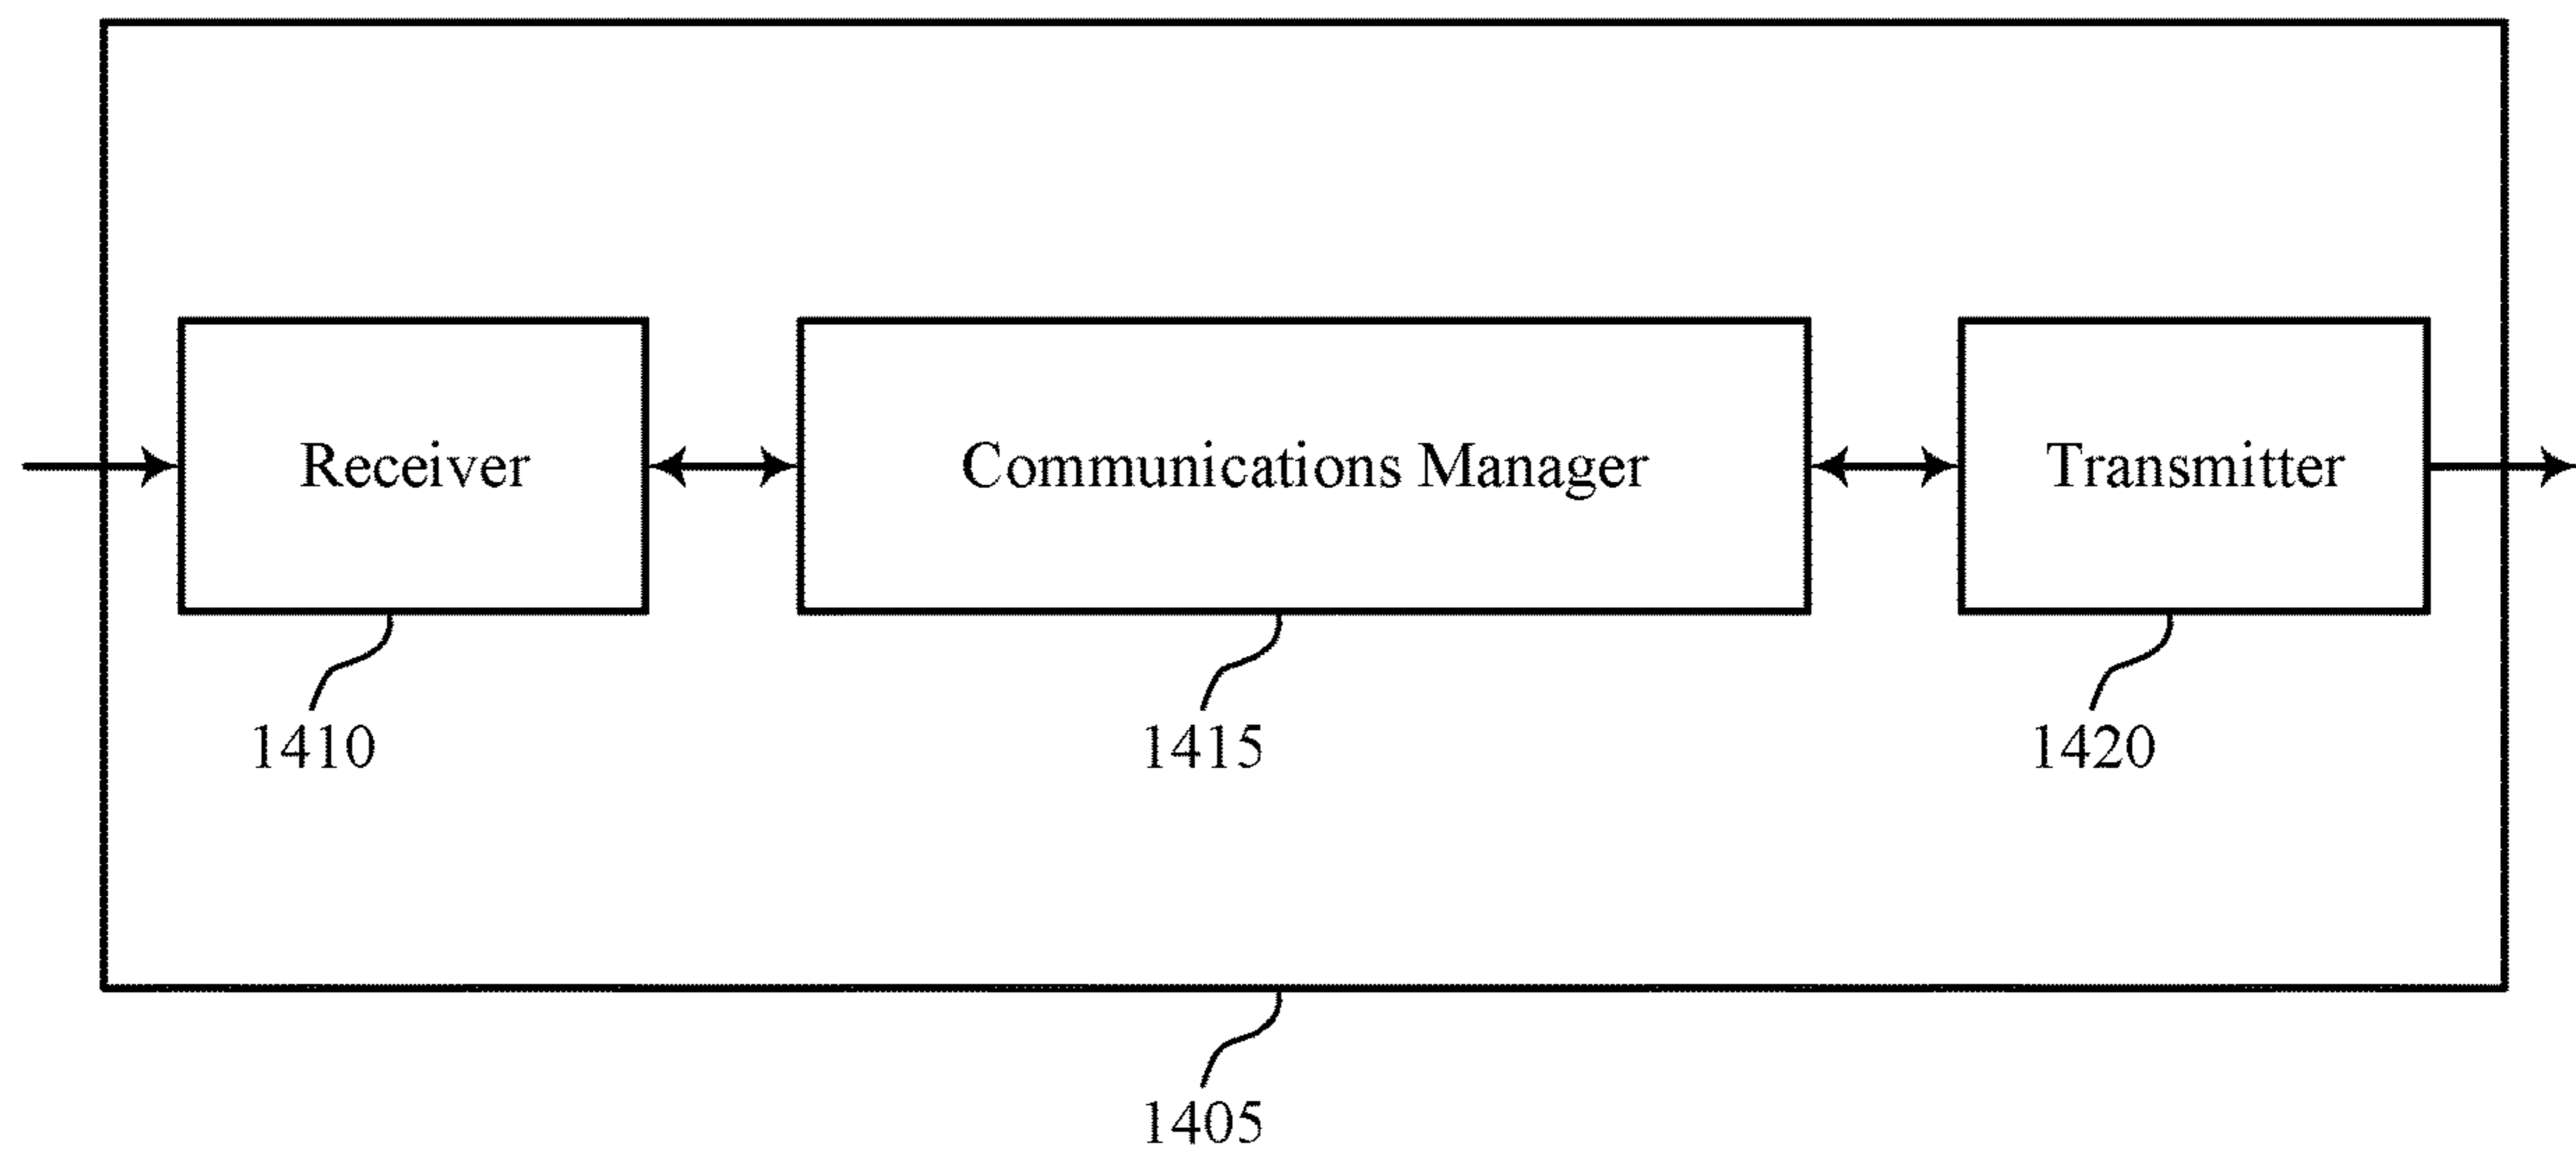 Receiver
Communications Manager
Transmitter
1410
1415
1420
1405